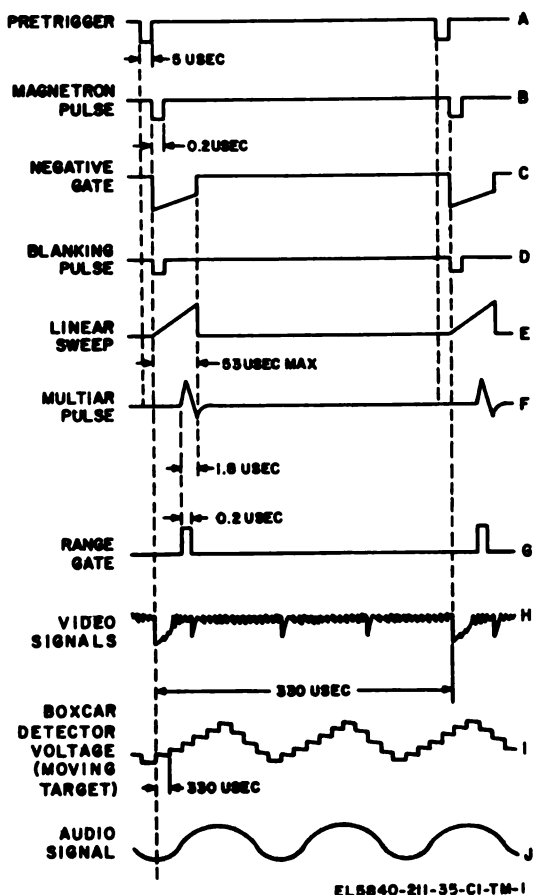 PRETRIGGER A
5 USEC
MAGNETRON B
PULSE
0.2USEC
NEGATIVE C
GATE
BLANKING D
PULSE
LINEAR E
SWEEP
53 USEC MAX
MULTIAR F
PULSE
1.8 USEC
0.2 USEC
RANGE G
GATE
VIDEO H
SIGNALS
330 USEC
BOXCAR
DETECTOR
VOLTAGE I
(MOVING
TARGET) 330 USEC
AUDIO
SIGNAL J
EL5840-211-35-CI-TM-1